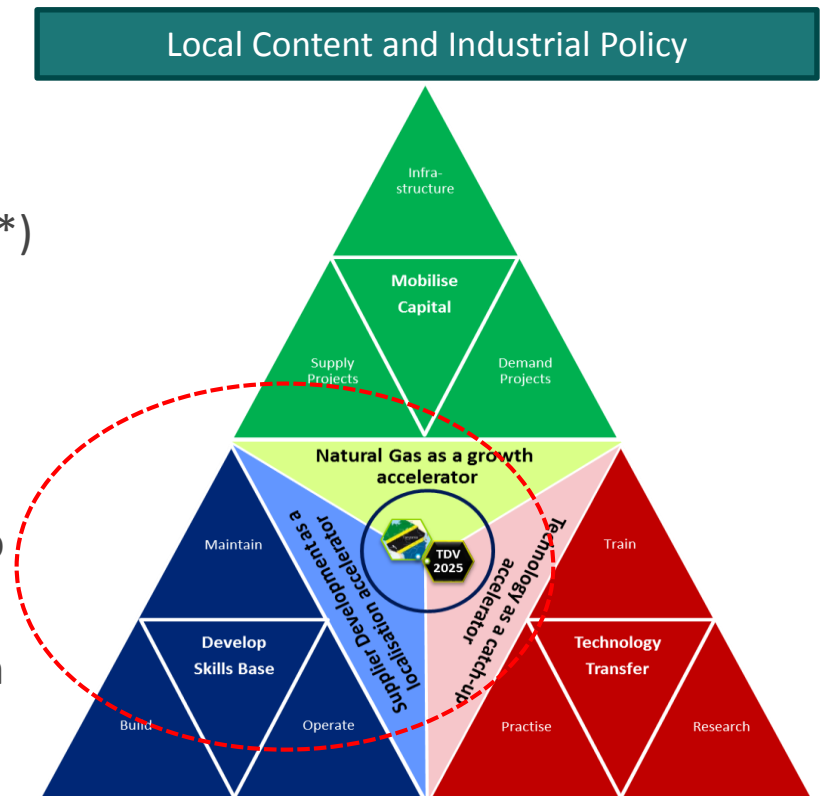 Local Content and Industrial Policy
*)
Infra-
structure
Mobilise
Capital
Supply
Projects
Demand
Projects
Natural Gas as a growth
accelerator
Supplier Development as a
localisation accelerator
TDV
2025
Technology as a catch-up
accelerator
Maintain
Develop
Skills Base
Build
Operate
Train
Technology
Transfer
Practise
Research